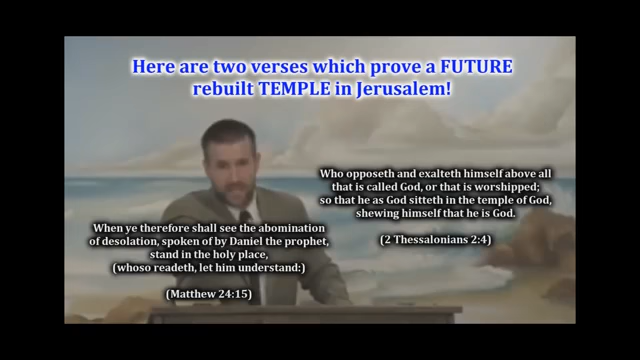 Here are two verses which prove a FUTURE
rebuilt TEMPLE in Jerusalem!
Who opposeth and exalteth himself above all
that is called God, or that is worshipped;
so that he as God sitteth in the temple of God,
shewing himself that he is God.
(2 Thessalonians 2:4)
When ye therefore shall see the abomination
of desolation, spoken of by Daniel the prophet,
stand in the holy place,
(whoso readeth, let him understand:)
(Matthew 24:15)